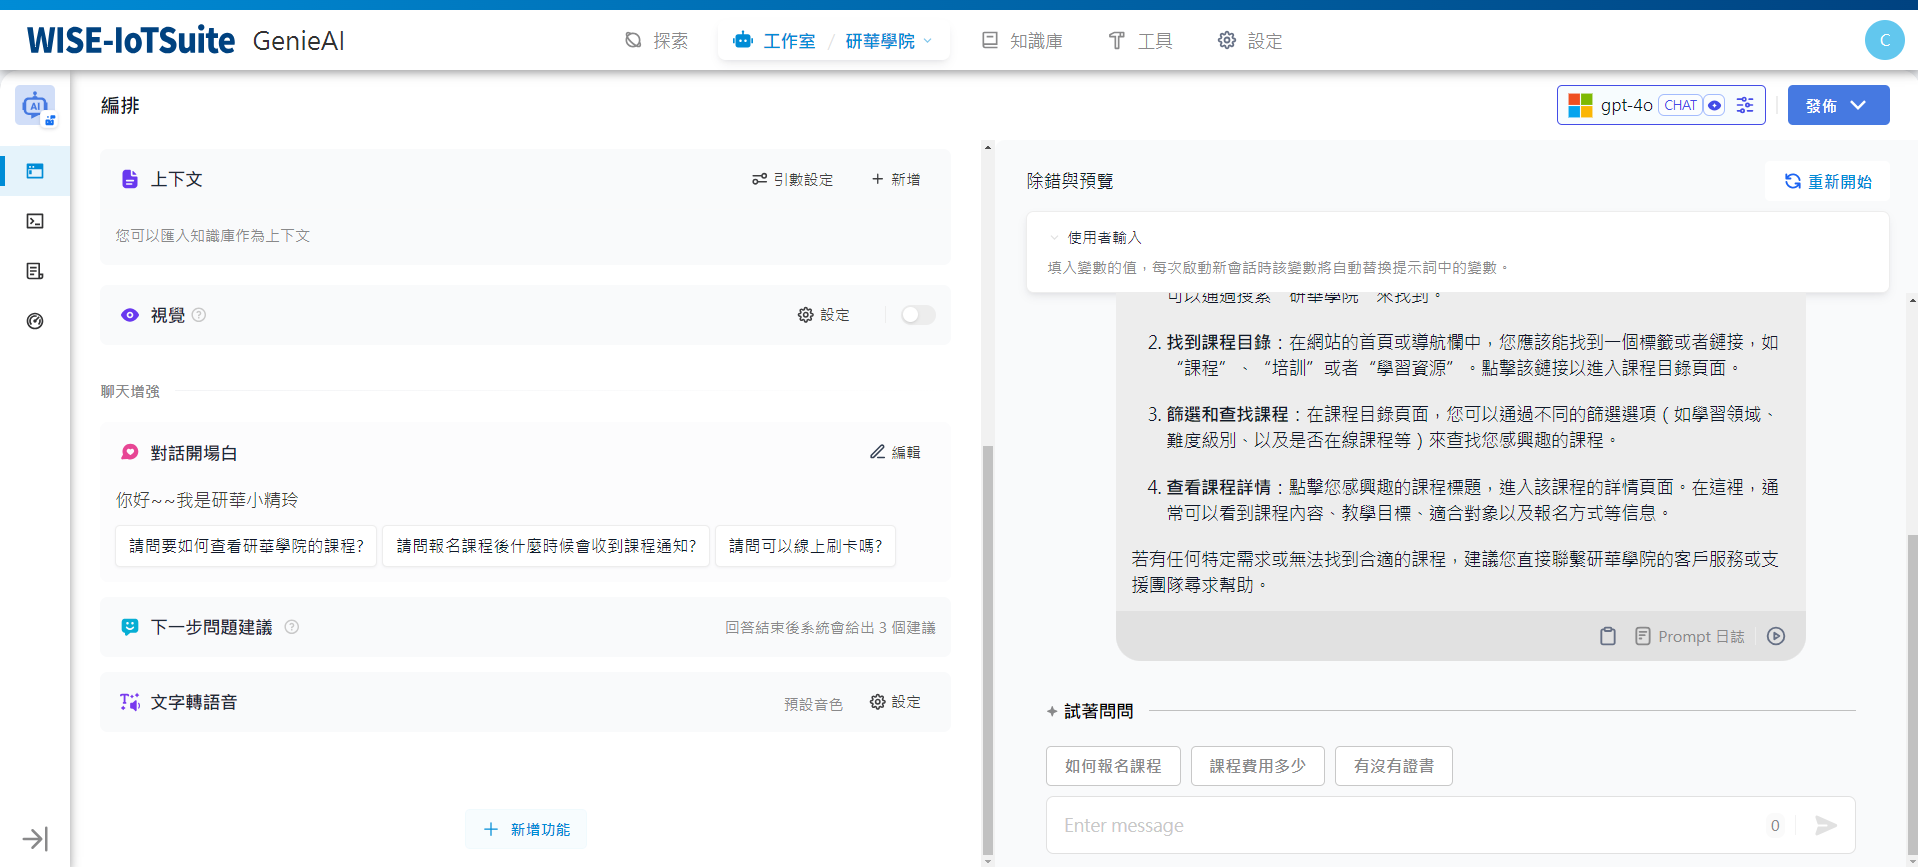 WISE-IoTSuite GenieAI
探索
工作室 / 研華學院
知識庫
工具
設定
C
AI
編排
gpt-4o CHAT
發佈
上下文
引數設定
+ 新增
您可以匯入知識庫作為上下文
視覺
設定
聊天增強
對話開場白
編輯
你好~~我是研華小精玲
請問要如何查看研華學院的課程?
請問報名課程後什麼時候會收到課程通知?
請問可以線上刷卡嗎?
下一步問題建議
回答結束後系統會給出 3 個建議
文字轉語音
預設音色
設定
+ 新增功能
除錯與預覽
重新開始
使用者輸入
填入變數的值，每次啟動新會話時該變數將自動替換提示詞中的變數。
可以通過搜索“研華學院”來找到。
2. 找到課程目錄：在網站的首頁或導航欄中，您應該能找到一個標籤或者鏈接，如
“課程”、“培訓”或者“學習資源”。點擊該鏈接以進入課程目錄頁面。
3. 篩選和查找課程：在課程目錄頁面，您可以通過不同的篩選選項（如學習領域、
難度級別、以及是否在線課程等）來查找您感興趣的課程。
4. 查看課程詳情：點擊您感興趣的課程標題，進入該課程的詳情頁面。在這裡，通
常可以看到課程內容、教學目標、適合對象以及報名方式等信息。
若有任何特定需求或無法找到合適的課程，建議您直接聯繫研華學院的客戶服務或支
援團隊尋求幫助。
Prompt 日誌
試著問問
如何報名課程
課程費用多少
有沒有證書
Enter message
0